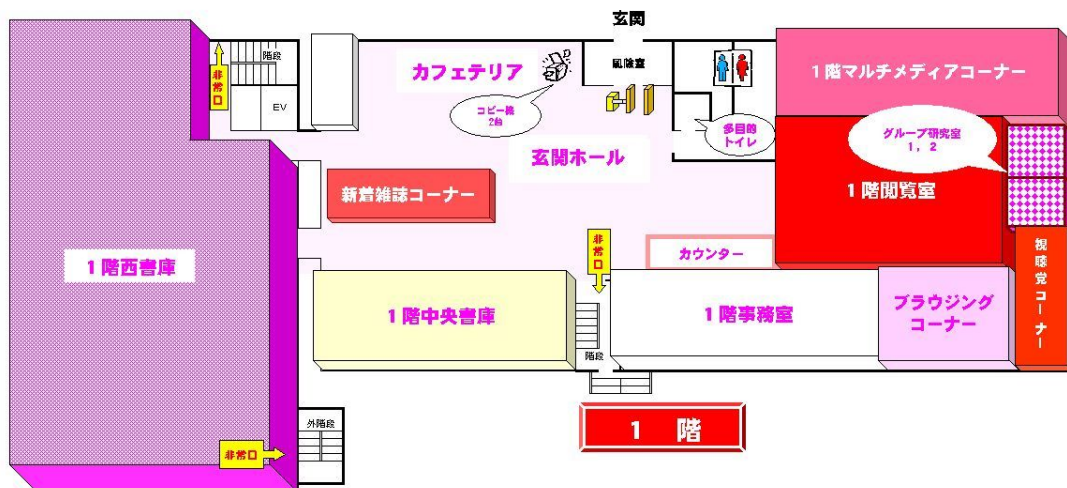 玄関
階段
非常口
EV
カフェテリア
コピー機
2台
風除室
多目的
トイレ
1階マルチメディアコーナー
グループ研究室
1，2
玄関ホール
1階閲覧室
新着雑誌コーナー
非常口
カウンター
視聴覚コーナー
1階西書庫
1階中央書庫
階段
1階事務室
ブラウジング
コーナー
1 階
外階段
非常口